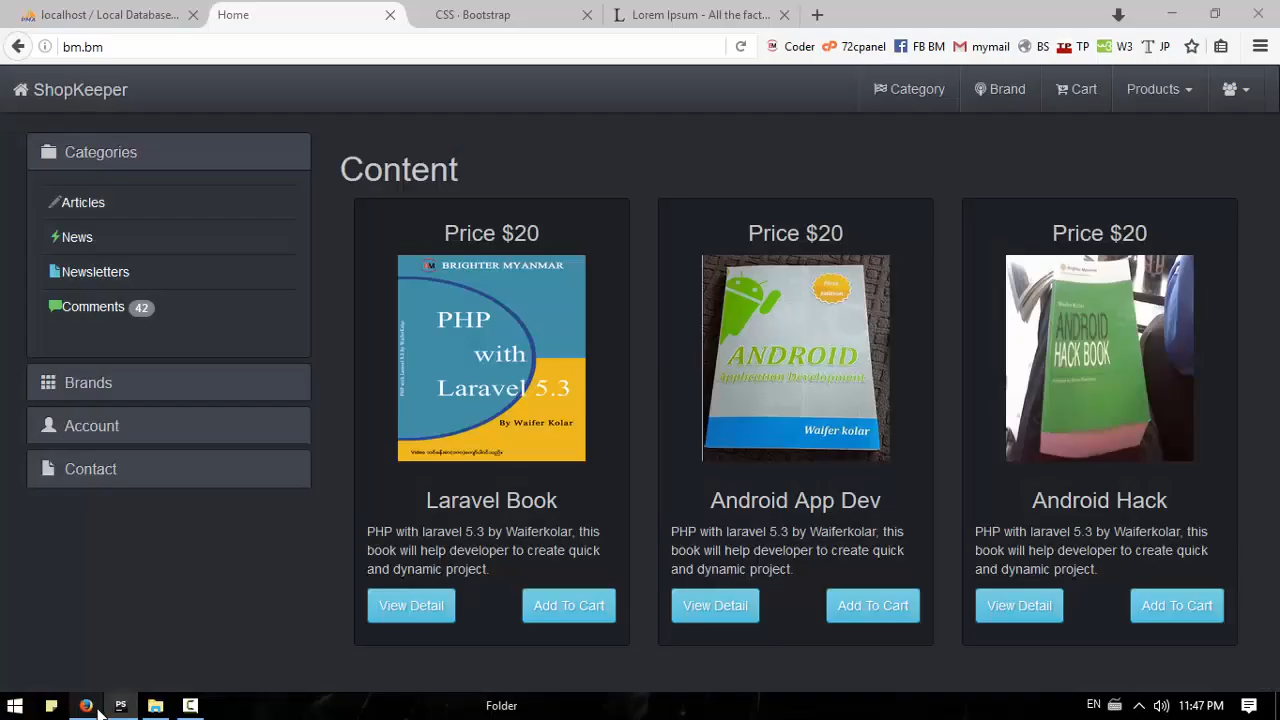 localhost / Local Database...
Home
CSS · Bootstrap
Lorem Ipsum - All the fact...
bm.bm
Coder
72cpanel
FB BM
mymail
BS
TP
W3
JP
ShopKeeper
Category
Brand
Cart
Products
Categories
Articles
News
Newsletters
Comments 42
Brands
Account
Contact
Content
Price $20
BRIGHTER MYANMAR
PHP
with
Laravel 5.3
By Waifer Kolar
Laravel Book
PHP with laravel 5.3 by Waiferkolar, this
book will help developer to create quick
and dynamic project.
View Detail
Add To Cart
Price $20
First
Edition
ANDROID
Application Development
Waifer kolar
Android App Dev
PHP with laravel 5.3 by Waiferkolar, this
book will help developer to create quick
and dynamic project.
View Detail
Add To Cart
Price $20
ANDROID
HACK BOOK
Android Hack
PHP with laravel 5.3 by Waiferkolar, this
book will help developer to create quick
and dynamic project.
View Detail
Add To Cart
PS
Folder
EN
11:47 PM